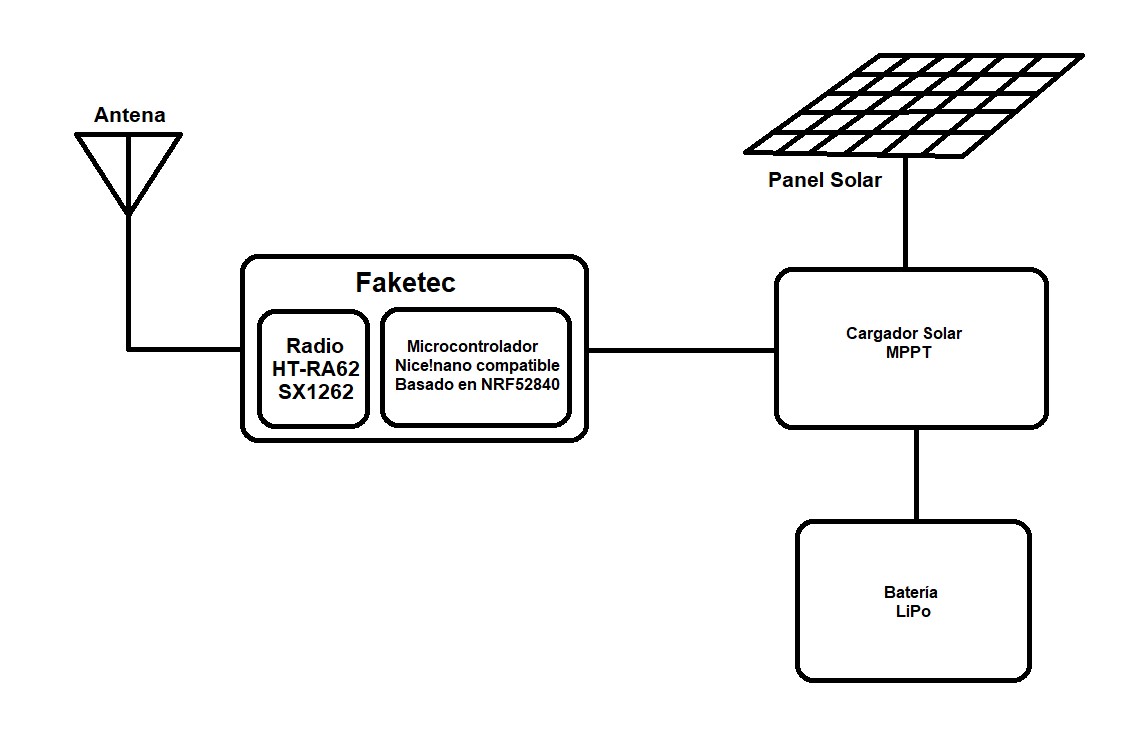 Antena
Panel Solar
Faketec
Radio
HT-RA62
SX1262
Microcontrolador
Nice!nano compatible
Basado en NRF52840
Cargador Solar
MPPT
Batería
LiPo